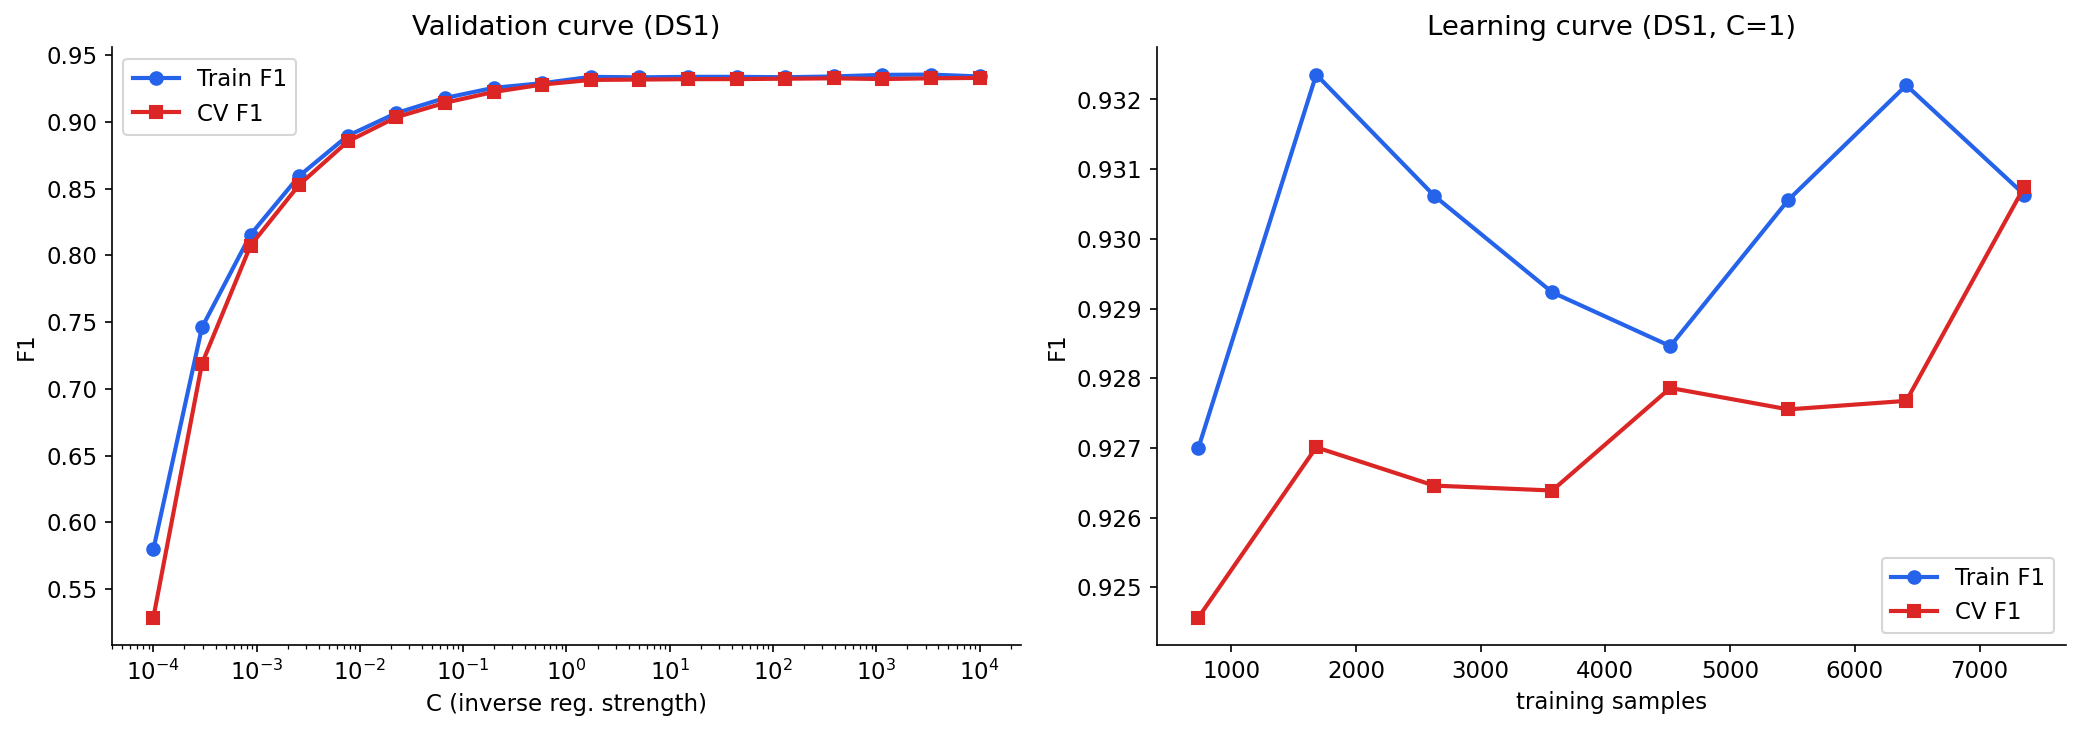 Validation curve (DS1)
F1
0.95
0.90
0.85
0.80
0.75
0.70
0.65
0.60
0.55
Train F1
CV F1
10⁻⁴ 10⁻³ 10⁻² 10⁻¹ 10⁰ 10¹ 10² 10³ 10⁴
C (inverse reg. strength)
Learning curve (DS1, C=1)
F1
0.932
0.931
0.930
0.929
0.928
0.927
0.926
0.925
Train F1
CV F1
1000 2000 3000 4000 5000 6000 7000
training samples